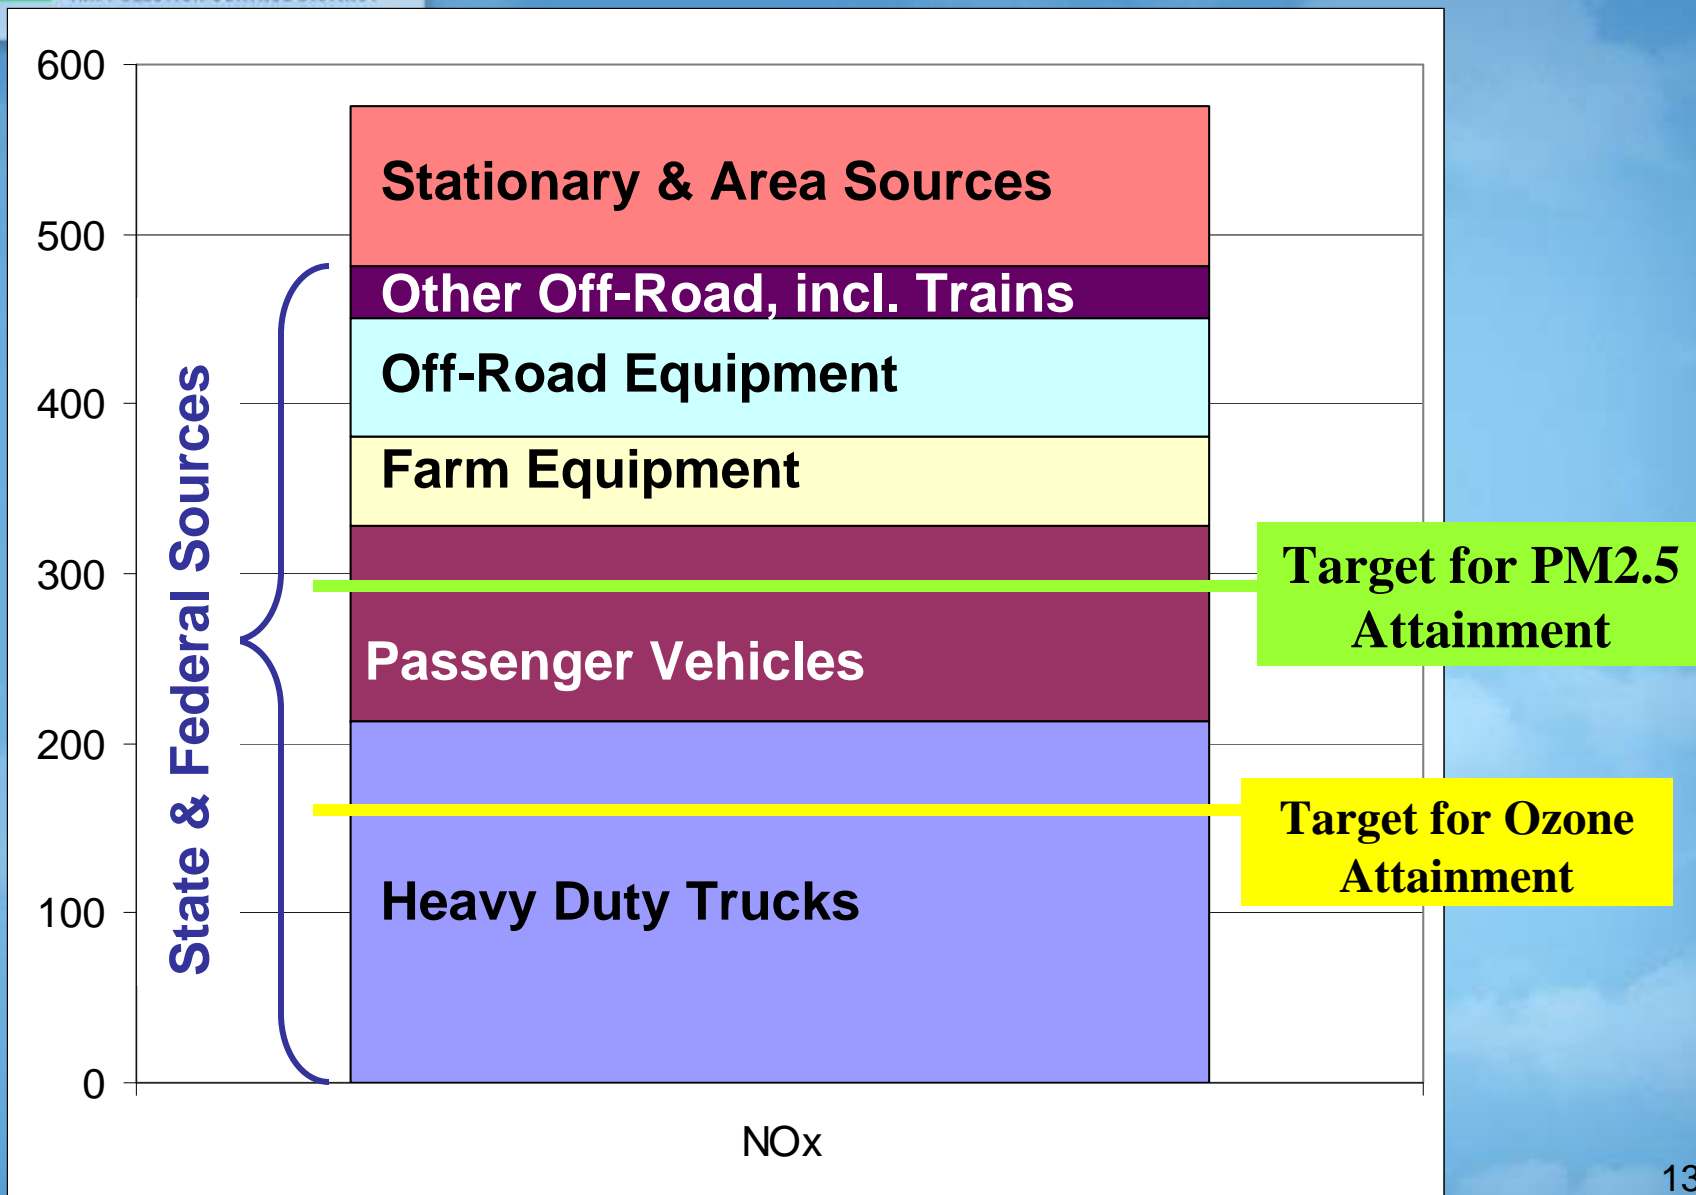 600
500
400
300
200
100
0
State & Federal Sources
Stationary & Area Sources
Other Off-Road, incl. Trains
Off-Road Equipment
Farm Equipment
Passenger Vehicles
Heavy Duty Trucks
Target for PM2.5
Attainment
Target for Ozone
Attainment
NOx
13